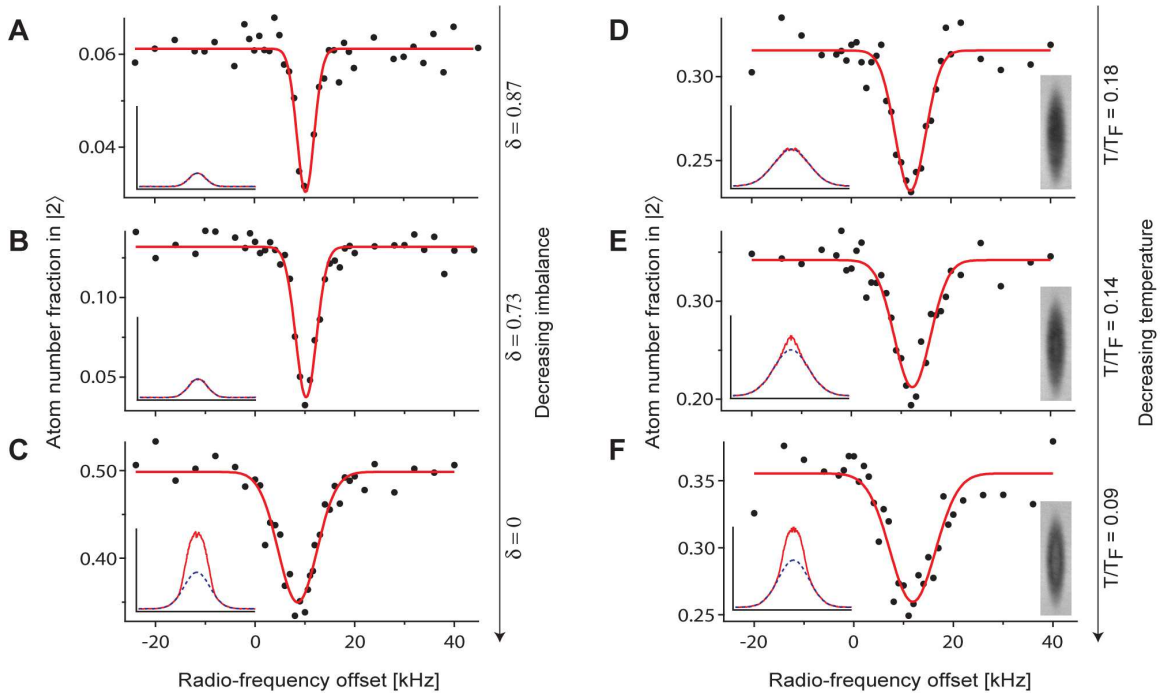 A
0.06
0.04
δ = 0.87
B
0.10
0.05
δ = 0.73
C
0.50
0.40
δ = 0
Atom number fraction in |2⟩
Decreasing imbalance
-20 0 20 40
Radio-frequency offset [kHz]
D
0.30
0.25
T/TF = 0.18
E
0.30
0.20
T/TF = 0.14
F
0.35
0.30
0.25
T/TF = 0.09
Atom number fraction in |2⟩
Decreasing temperature
-20 0 20 40
Radio-frequency offset [kHz]